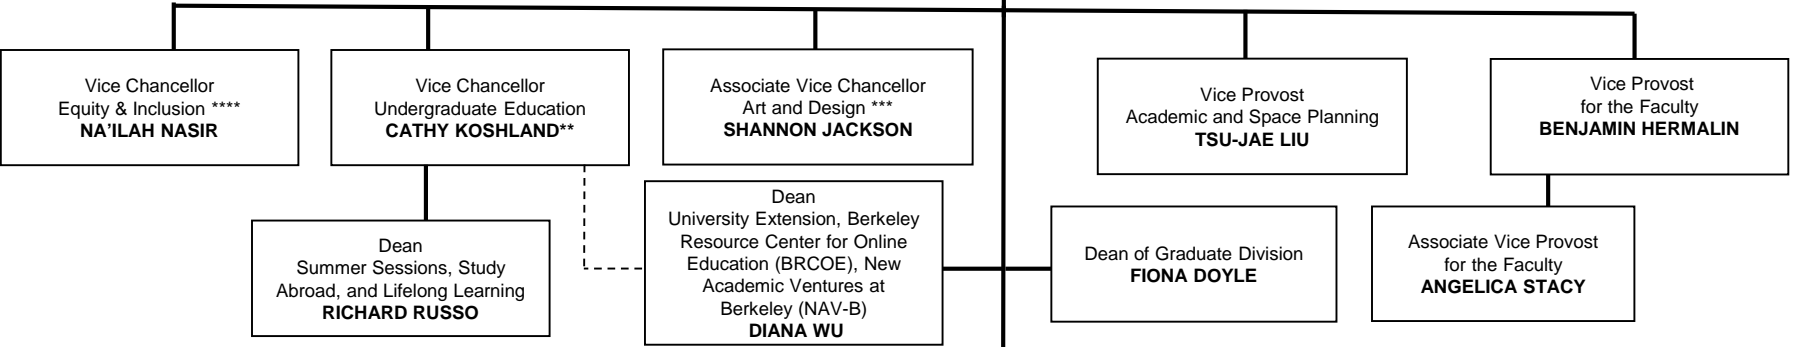 Vice Chancellor
Equity & Inclusion ****
NA'ILAH NASIR
Vice Chancellor
Undergraduate Education
CATHY KOSHLAND**
Associate Vice Chancellor
Art and Design ***
SHANNON JACKSON
Vice Provost
Academic and Space Planning
TSU-JAE LIU
Vice Provost
for the Faculty
BENJAMIN HERMALIN
Dean
Summer Sessions, Study
Abroad, and Lifelong Learning
RICHARD RUSSO
Dean
University Extension, Berkeley
Resource Center for Online
Education (BRCOE), New
Academic Ventures at
Berkeley (NAV-B)
DIANA WU
Dean of Graduate Division
FIONA DOYLE
Associate Vice Provost
for the Faculty
ANGELICA STACY